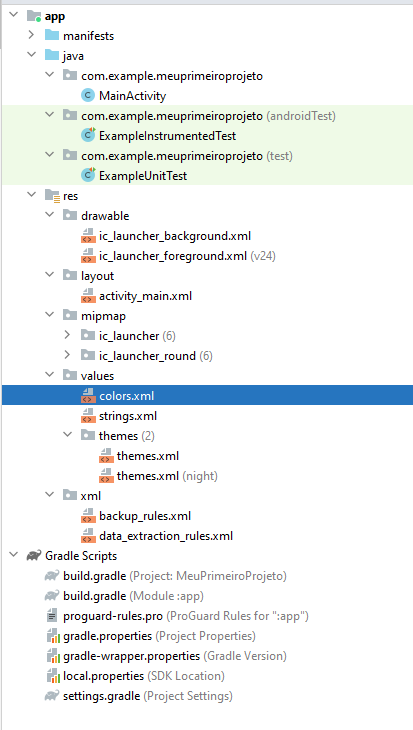 app
manifests
java
com.example.meuprimeiroprojeto
MainActivity
com.example.meuprimeiroprojeto (androidTest)
ExampleInstrumentedTest
com.example.meuprimeiroprojeto (test)
ExampleUnitTest
res
drawable
ic_launcher_background.xml
ic_launcher_foreground.xml (v24)
layout
activity_main.xml
mipmap
ic_launcher (6)
ic_launcher_round (6)
values
colors.xml
strings.xml
themes (2)
themes.xml
themes.xml (night)
xml
backup_rules.xml
data_extraction_rules.xml
Gradle Scripts
build.gradle (Project: MeuPrimeiroProjeto)
build.gradle (Module :app)
proguard-rules.pro (ProGuard Rules for ":app")
gradle.properties (Project Properties)
gradle-wrapper.properties (Gradle Version)
local.properties (SDK Location)
settings.gradle (Project Settings)